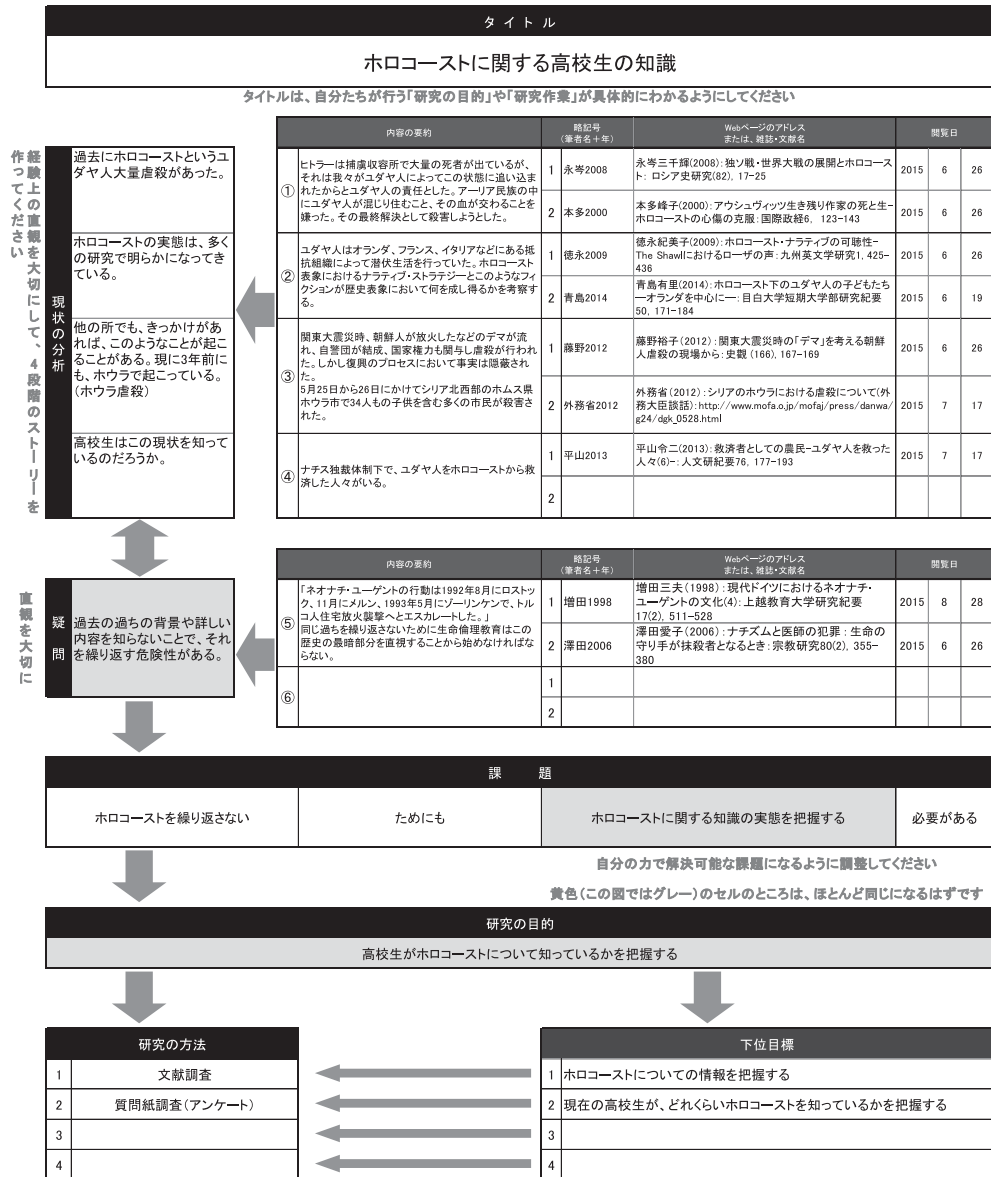 タイトル
ホロコーストに関する高校生の知識
タイトルは、自分たちが行う「研究の目的」や「研究作業」が具体的にわかるようにしてください
経験上の直観を大切にして、４段階のストーリーを
作ってください
現状の分析
過去にホロコーストというユ
ダヤ人大量虐殺があった。
ホロコーストの実態は、多く
の研究で明らかになってき
ている。
他の所でも、きっかけがあ
れば、このようなことが起こ
ることがある。現に3年前に
も、ホウラで起こっている。
（ホウラ虐殺）
高校生はこの現状を知って
いるのだろうか。
内容の要約
略記号
（筆者名＋年）
Webページのアドレス
または、雑誌・文献名
閲覧日
①
ヒトラーは捕虜収容所で大量の死者が出ているが、
それは我々がユダヤ人によってこの状態に追い込ま
れたからとユダヤ人の責任とした。アーリア民族の中
にユダヤ人が混じり住むこと、その血が交わることを
嫌った。その最終解決として殺害しようとした。
1 永岑2008
永岑三千輝(2008):独ソ戦・世界大戦の展開とホロコース
ト: ロシア史研究(82), 17-25
2015 6 26
2 本多2000
本多峰子(2000):アウシュヴィッツ生き残り作家の死と生-
ホロコーストの心傷の克服:国際政経6, 123-143
2015 6 26
②
ユダヤ人はオランダ、フランス、イタリアなどにある抵
抗組織によって潜伏生活を行っていた。ホロコースト
表象におけるナラティブ・ストラテジーとこのようなフィ
クションが歴史表象において何を成し得るかを考察す
る。
1 徳永2009
徳永紀美子(2009):ホロコースト・ナラティブの可聴性-
The Shawlにおけるローザの声:九州英文学研究1, 425-
436
2015 6 26
2 青島2014
青島有里(2014):ホロコースト下のユダヤ人の子どもたち
―オランダを中心に―:目白大学短期大学部研究紀要
50, 171-184
2015 6 19
③
関東大震災時、朝鮮人が放火したなどのデマが流
れ、自警団が結成、国家権力も関与し虐殺が行われ
た。しかし復興のプロセスにおいて事実は隠蔽され
た。
5月25日から26日にかけてシリア北西部のホムス県
ホウラ市で34人もの子供を含む多くの市民が殺害さ
れた。
1 藤野2012
藤野裕子(2012):関東大震災時の「デマ」を考える朝鮮
人虐殺の現場から:史觀 (166), 167-169
2015 6 26
2 外務省2012
外務省(2012):シリアのホウラにおける虐殺について(外
務大臣談話):http://www.mofa.o.jp/mofaj/press/danwa/
g24/dgk_0528.html
2015 7 17
④
ナチス独裁体制下で、ユダヤ人をホロコーストから救
済した人々がいる。
1 平山2013
平山令二(2013):救済者としての農民-ユダヤ人を救った
人々(6)-:人文研紀要76, 177-193
2015 7 17
2
直観を大切に
疑問
過去の過ちの背景や詳しい
内容を知らないことで、それ
を繰り返す危険性がある。
内容の要約
略記号
（筆者名＋年）
Webページのアドレス
または、雑誌・文献名
閲覧日
⑤
「ネオナチ・ユーゲントの行動は1992年8月にロストッ
ク、11月にメルン、1993年5月にゾーリンケンで、トル
コ人住宅放火襲撃へとエスカレートした。」
同じ過ちを繰り返さないために生命倫理教育はこの
歴史の最暗部分を直視することから始めなければな
らない。
1 増田1998
増田三夫(1998):現代ドイツにおけるネオナチ・
ユーゲントの文化(4):上越教育大学研究紀要
17(2), 511-528
2015 8 28
2 澤田2006
澤田愛子(2006):ナチズムと医師の犯罪:生命の
守り手が抹殺者となるとき:宗教研究80(2), 355-
380
2015 6 26
⑥
1
2
課題
ホロコーストを繰り返さない ためにも ホロコーストに関する知識の実態を把握する 必要がある
自分の力で解決可能な課題になるように調整してください
黄色（この図ではグレー）のセルのところは、ほとんど同じになるはずです
研究の目的
高校生がホロコーストについて知っているかを把握する
研究の方法
1 文献調査
2 質問紙調査（アンケート）
3
4
下位目標
1 ホロコーストについての情報を把握する
2 現在の高校生が、どれくらいホロコーストを知っているかを把握する
3
4